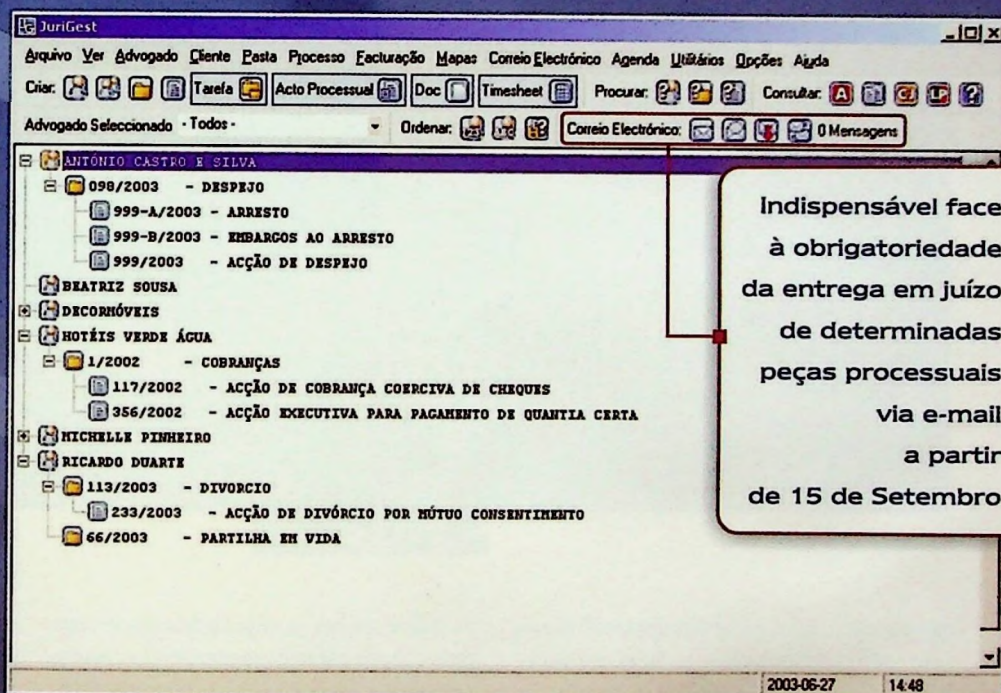 JuriGest
Arquivo Ver Advogado Cliente Pasta Processo Facturação Mapas Correio Electrónico Agenda Utilitários Opções Ajuda
Criar: Tarefa Acto Processual Doc Timesheet Procurar: Consultar:
Advogado Seleccionado - Todos - Ordenar: Correio Electrónico: 0 Mensagens
ANTÓNIO CASTRO E SILVA
098/2003 - DESPEJO
999-A/2003 - ARRESTO
999-B/2003 - EMBARGOS AO ARRESTO
999/2003 - ACÇÃO DE DESPEJO
BEATRIZ SOUSA
DECORMÓVEIS
HOTÉIS VERDE ÁGUA
1/2002 - COBRANÇAS
117/2002 - ACÇÃO DE COBRANÇA COERCIVA DE CHEQUES
356/2002 - ACÇÃO EXECUTIVA PARA PAGAMENTO DE QUANTIA CERTA
MICHELLE PINHEIRO
RICARDO DUARTE
113/2003 - DIVORCIO
233/2003 - ACÇÃO DE DIVÓRCIO POR MÚTUO CONSENTIMENTO
66/2003 - PARTILHA EM VIDA
Indispensável face
à obrigatoriedade
da entrega em juízo
de determinadas
peças processuais
via e-mail
a partir
de 15 de Setembro
2003-06-27 14:48